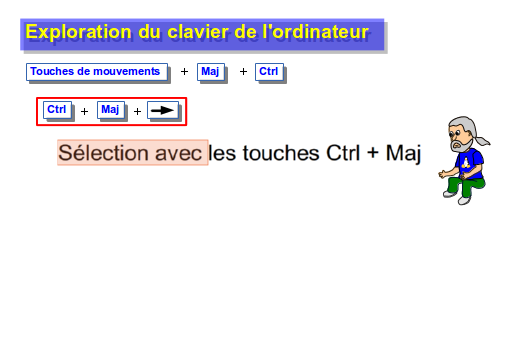 Exploration du clavier de l'ordinateur
Touches de mouvements + Maj + Ctrl
Ctrl + Maj +
Sélection avec les touches Ctrl + Maj